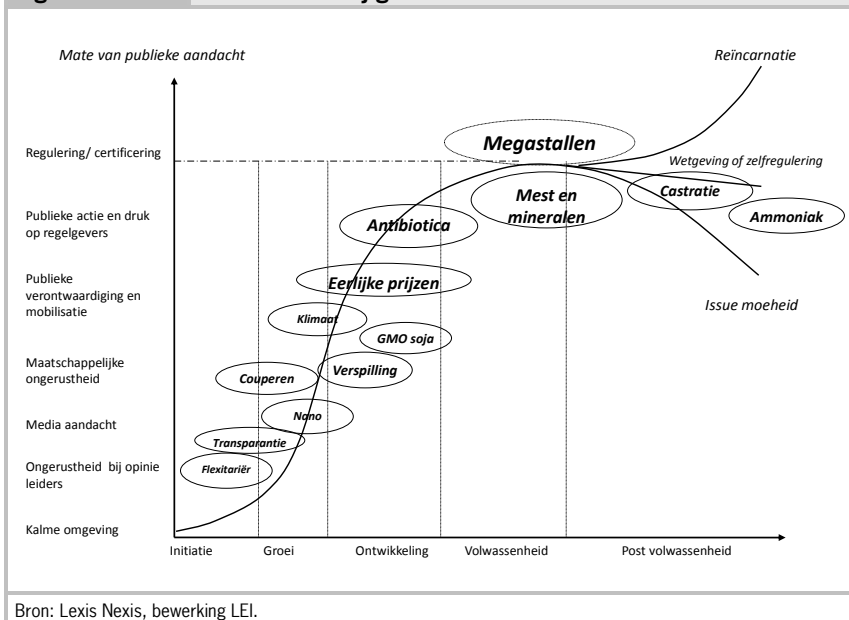 Mate van publieke aandacht
Reïncarnatie
Regulering/ certificering
Megastallen
Wetgeving of zelfregulering
Mest en
mineralen
Castratie
Ammoniak
Publieke actie en druk
op regelgevers
Antibiotica
Publieke
verontwaardiging en
mobilisatie
Eerlijke prijzen
Issue moeheid
Klimaat
GMO soja
Maatschappelijke
ongerustheid
Couperen
Verspilling
Media aandacht
Nano
Transparantie
Ongerustheid bij opinie
leiders
Flexitariër
Kalme omgeving
Initiatie
Groei
Ontwikkeling
Volwassenheid
Post volwassenheid
Bron: Lexis Nexis, bewerking LEI.